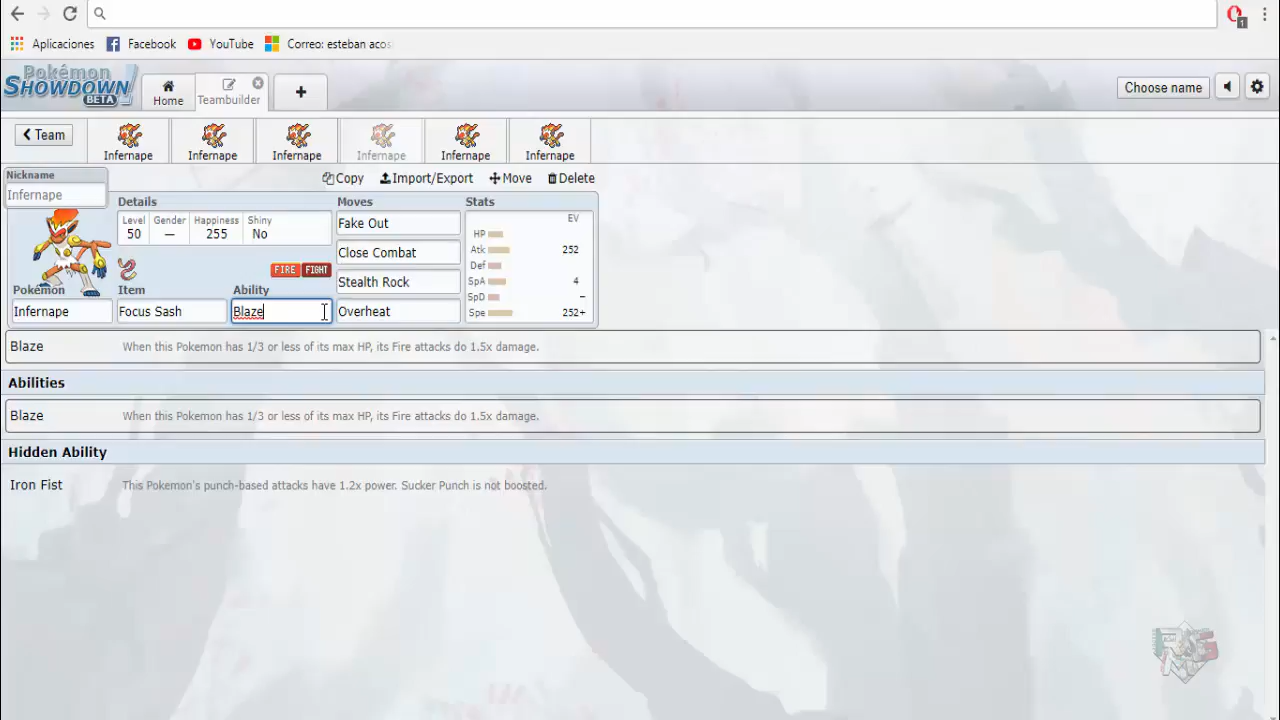 Aplicaciones Facebook YouTube Correo: esteban acos
Pokémon SHOWDOWN BETA
Home
Teambuilder
+
Choose name
Team
Infernape Infernape Infernape Infernape Infernape Infernape
Nickname
Infernape
Copy Import/Export Move Delete
Details
Level Gender Happiness Shiny
50 — 255 No
FIRE FIGHT
Pokémon Item Ability
Infernape Focus Sash Blaze
Moves
Fake Out
Close Combat
Stealth Rock
Overheat
Stats
EV
HP
Atk 252
Def
SpA 4
SpD –
Spe 252+
Blaze When this Pokemon has 1/3 or less of its max HP, its Fire attacks do 1.5x damage.
Abilities
Blaze When this Pokemon has 1/3 or less of its max HP, its Fire attacks do 1.5x damage.
Hidden Ability
Iron Fist This Pokemon's punch-based attacks have 1.2x power. Sucker Punch is not boosted.